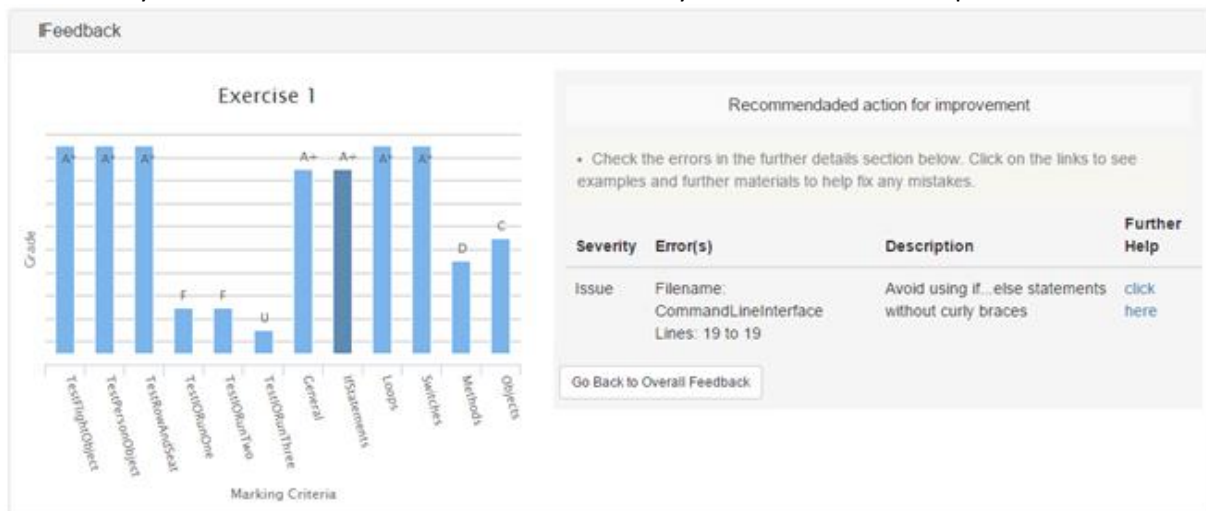 Feedback
Exercise 1
A* A* A* F F U A+ A+ A* A* D C
Grade
TestFlightObject
TestPersonObject
TestRowAndSeat
TestIORunOne
TestIORunTwo
TestIORunThree
General
IfStatements
Loops
Switches
Methods
Objects
Marking Criteria
Recommendaded action for improvement
• Check the errors in the further details section below. Click on the links to see
examples and further materials to help fix any mistakes.
Severity Error(s) Description Further
Help
Issue Filename: Avoid using if...else statements click
CommandLineInterface without curly braces here
Lines: 19 to 19
Go Back to Overall Feedback